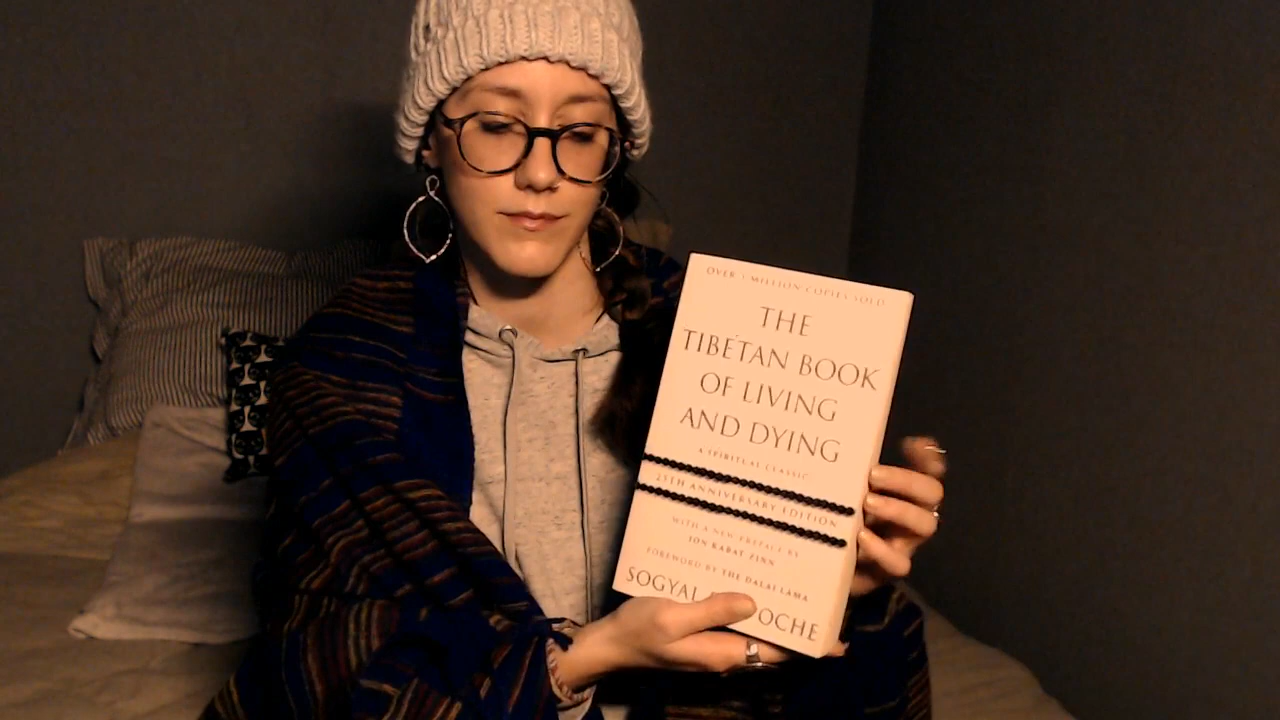 OVER 1 MILLION COPIES SOLD
THE
TIBETAN BOOK
OF LIVING
AND DYING
A SPIRITUAL CLASSIC
25TH ANNIVERSARY EDITION
WITH A NEW PREFACE BY
JON KABAT-ZINN
FOREWORD BY THE DALAI LAMA
SOGYAL